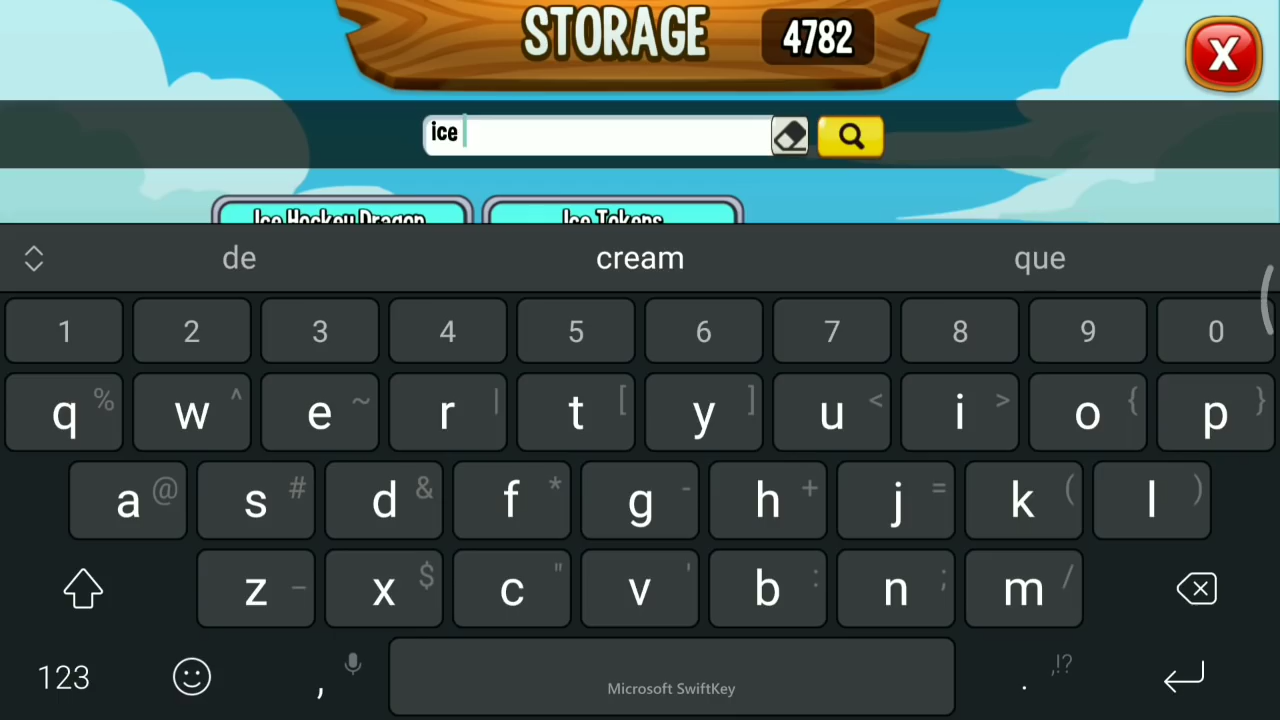 STORAGE 4782
X
ice
Ice Hockey Dragon Ice Tokens
de cream que
1 2 3 4 5 6 7 8 9 0
q % w ^ e ~ r | t [ y ] u < i > o { p }
a @ s # d & f * g - h + j = k ( l )
z _ x $ c " v ' b : n ; m /
123 , Microsoft SwiftKey . ,!?